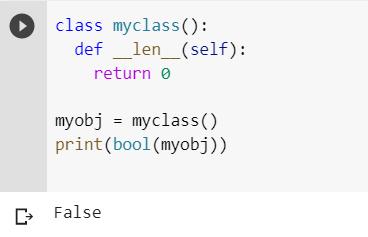 class myclass():
  def __len__(self):
    return 0

myobj = myclass()
print(bool(myobj))

False